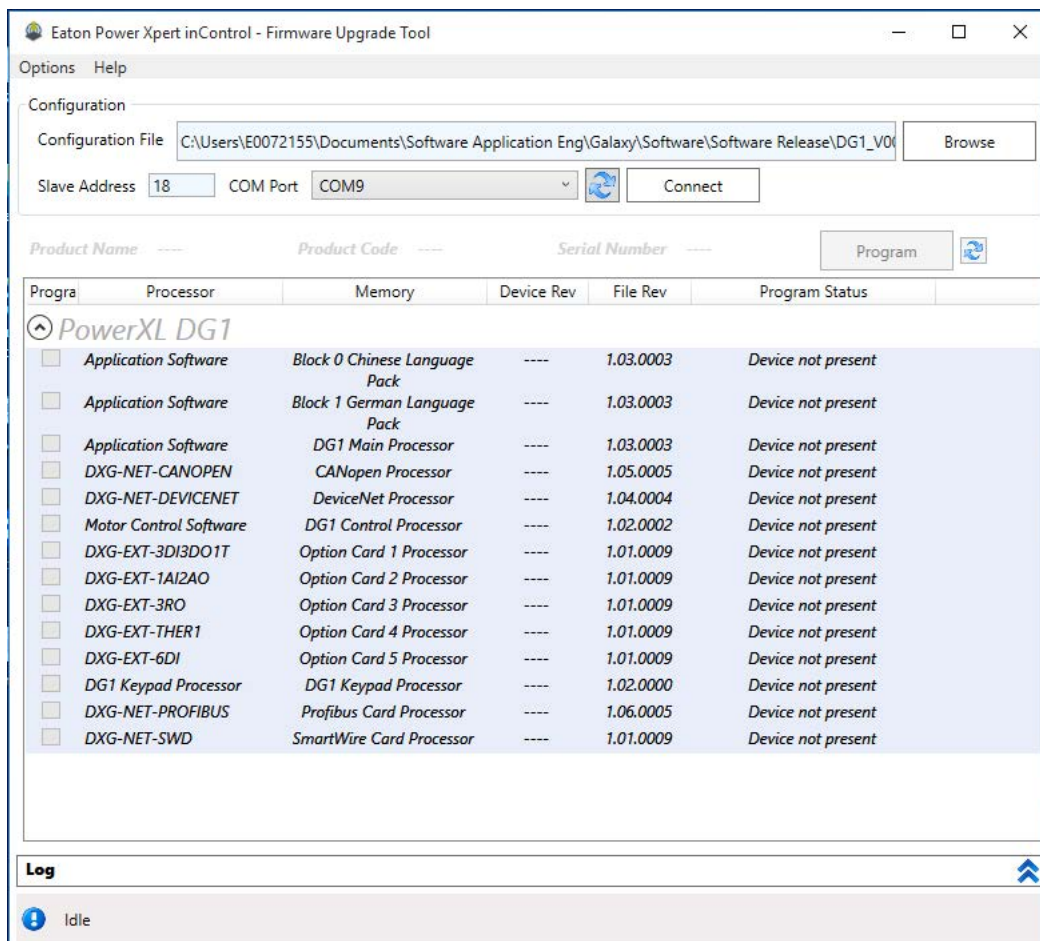 Eaton Power Xpert inControl - Firmware Upgrade Tool
Options Help
Configuration
Configuration File C:\Users\E0072155\Documents\Software Application Eng\Galaxy\Software\Software Release\DG1_V00 Browse
Slave Address 18 COM Port COM9 Connect
Product Name ---- Product Code ---- Serial Number ---- Program
Progra Processor Memory Device Rev File Rev Program Status
PowerXL DG1
Application Software Block 0 Chinese Language Pack ---- 1.03.0003 Device not present
Application Software Block 1 German Language Pack ---- 1.03.0003 Device not present
Application Software DG1 Main Processor ---- 1.03.0003 Device not present
DXG-NET-CANOPEN CANopen Processor ---- 1.05.0005 Device not present
DXG-NET-DEVICENET DeviceNet Processor ---- 1.04.0004 Device not present
Motor Control Software DG1 Control Processor ---- 1.02.0002 Device not present
DXG-EXT-3DI3DO1T Option Card 1 Processor ---- 1.01.0009 Device not present
DXG-EXT-1AI2AO Option Card 2 Processor ---- 1.01.0009 Device not present
DXG-EXT-3RO Option Card 3 Processor ---- 1.01.0009 Device not present
DXG-EXT-THER1 Option Card 4 Processor ---- 1.01.0009 Device not present
DXG-EXT-6DI Option Card 5 Processor ---- 1.01.0009 Device not present
DG1 Keypad Processor DG1 Keypad Processor ---- 1.02.0000 Device not present
DXG-NET-PROFIBUS Profibus Card Processor ---- 1.06.0005 Device not present
DXG-NET-SWD SmartWire Card Processor ---- 1.01.0009 Device not present
Log
Idle